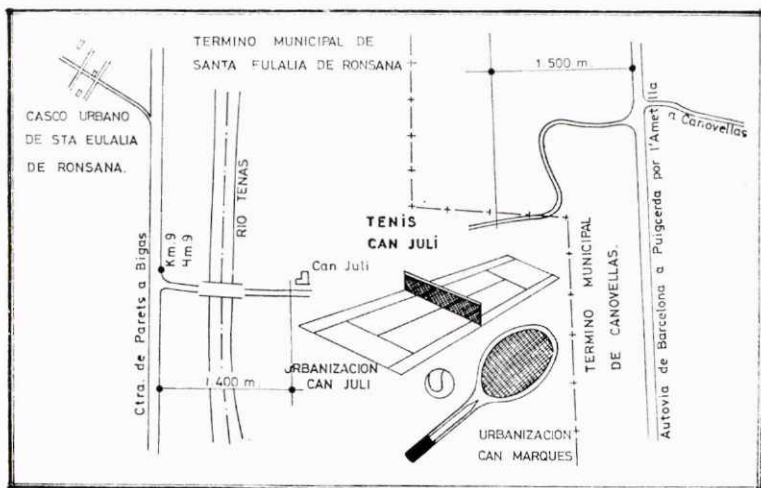 TERMINO MUNICIPAL DE
SANTA EULALIA DE RONSANA
1.500 m.
CASCO URBANO
DE STA EULALIA
DE RONSANA.
a Canovellas
RIO TENAS
TENIS
CAN JULI
Km.9
Hm.9
Can Juli
Ctra. de Parets a Bigas
TERMINO MUNICIPAL
DE CANOVELLAS.
Autovia de Barcelona a Puigcerda por l'Ametlla
URBANIZACION
CAN JULI
1.400 m.
URBANIZACION
CAN MARQUES